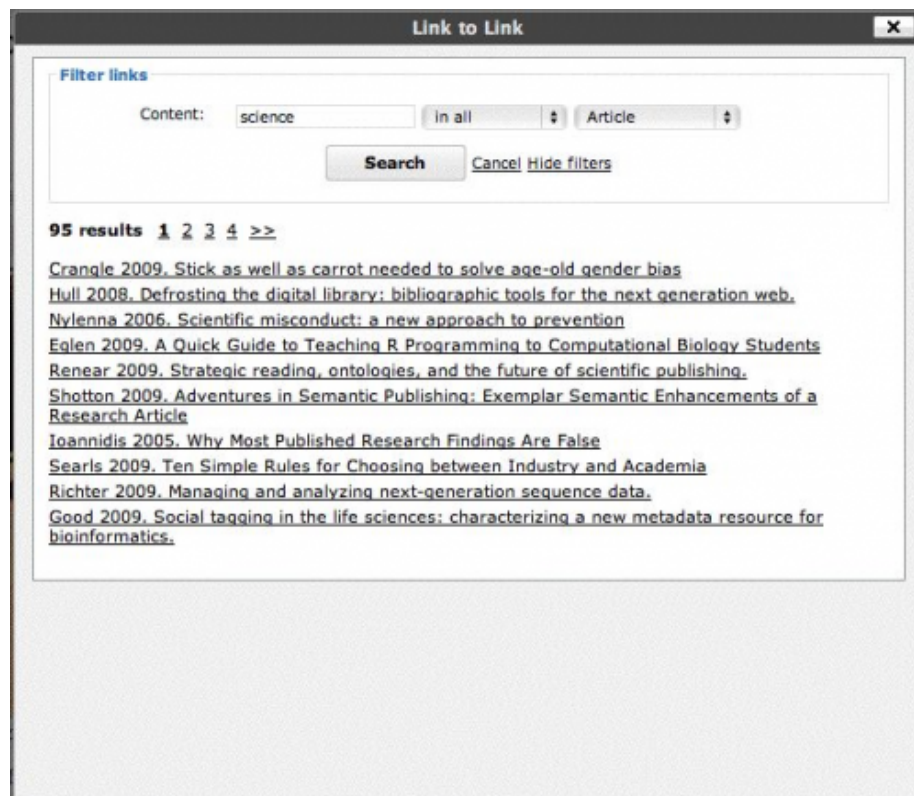 Link to Link
Filter links
Content: science in all Article
Search Cancel Hide filters
95 results 1 2 3 4 >>
Crangle 2009. Stick as well as carrot needed to solve age-old gender bias
Hull 2008. Defrosting the digital library: bibliographic tools for the next generation web.
Nylenna 2006. Scientific misconduct: a new approach to prevention
Eglen 2009. A Quick Guide to Teaching R Programming to Computational Biology Students
Renear 2009. Strategic reading, ontologies, and the future of scientific publishing.
Shotton 2009. Adventures in Semantic Publishing: Exemplar Semantic Enhancements of a
Research Article
Ioannidis 2005. Why Most Published Research Findings Are False
Searls 2009. Ten Simple Rules for Choosing between Industry and Academia
Richter 2009. Managing and analyzing next-generation sequence data.
Good 2009. Social tagging in the life sciences: characterizing a new metadata resource for
bioinformatics.